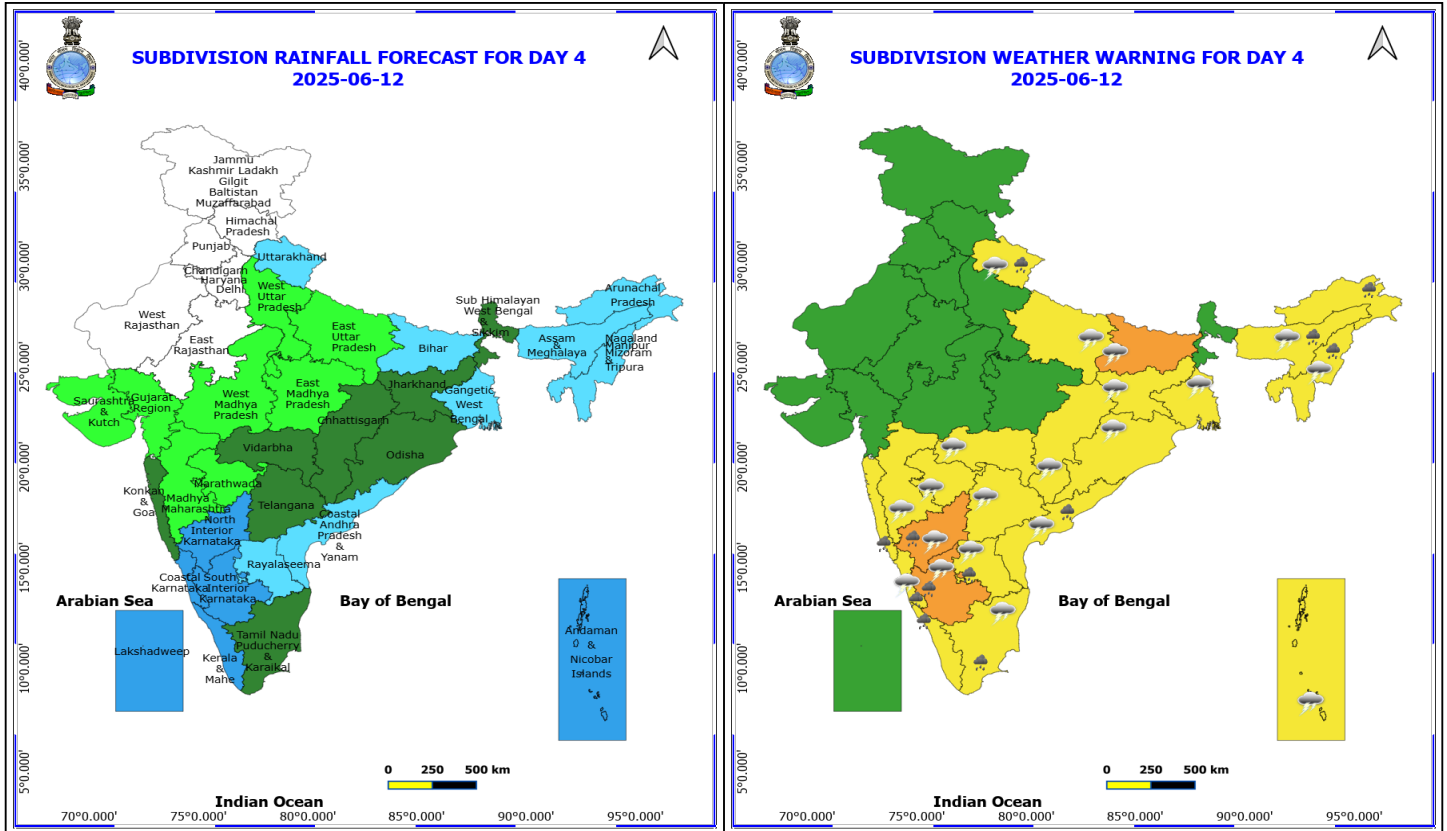 SUBDIVISION RAINFALL FORECAST FOR DAY 4
2025-06-12
40°0.000'
35°0.000'
30°0.000'
25°0.000'
20°0.000'
15°0.000'
10°0.000'
5°0.000'
Jammu
Kashmir Ladakh
Gilgit
Baltistan
Muzaffarabad
Himachal
Pradesh
Punjab
Uttarakhand
Chandigarh
Haryana
Delhi
West
Uttar
Pradesh
West
Rajasthan
East
Rajasthan
East
Uttar
Pradesh
Sub Himalayan
West Bengal
&
Sikkim
Arunachal
Pradesh
Assam
&
Meghalaya
Nagaland
Manipur
Mizoram
&
Tripura
Bihar
Jharkhand
Gangetic
West
Bengal
Saurashtra
&
Kutch
Gujarat
Region
West
Madhya
Pradesh
East
Madhya
Pradesh
Chhattisgarh
Vidarbha
Odisha
Konkan
&
Goa
Madhya
Maharashtra
Marathwada
Telangana
North
Interior
Karnataka
Coastal
Andhra
Pradesh
&
Yanam
Rayalaseema
Coastal
Karnataka
South
Interior
Karnataka
Arabian Sea
Bay of Bengal
Lakshadweep
Kerala
&
Mahe
Tamil Nadu
Puducherry
&
Karaikal
Andaman
&
Nicobar
Islands
0 250 500 km
Indian Ocean
70°0.000' 75°0.000' 80°0.000' 85°0.000' 90°0.000' 95°0.000'
SUBDIVISION WEATHER WARNING FOR DAY 4
2025-06-12
40°0.000'
35°0.000'
30°0.000'
25°0.000'
20°0.000'
15°0.000'
10°0.000'
5°0.000'
Arabian Sea
Bay of Bengal
0 250 500 km
Indian Ocean
70°0.000' 75°0.000' 80°0.000' 85°0.000' 90°0.000' 95°0.000'